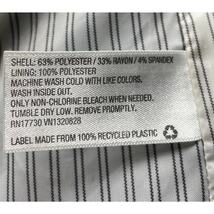 SHELL: 63% POLYESTER / 33% RAYON / 4% SPANDEX
LINING: 100% POLYESTER
MACHINE WASH COLD WITH LIKE COLORS.
WASH INSIDE OUT.
ONLY NON-CHLORINE BLEACH WHEN NEEDED.
TUMBLE DRY LOW. REMOVE PROMPTLY.
RN17730 VN1320828
LABEL MADE FROM 100% RECYCLED PLASTIC